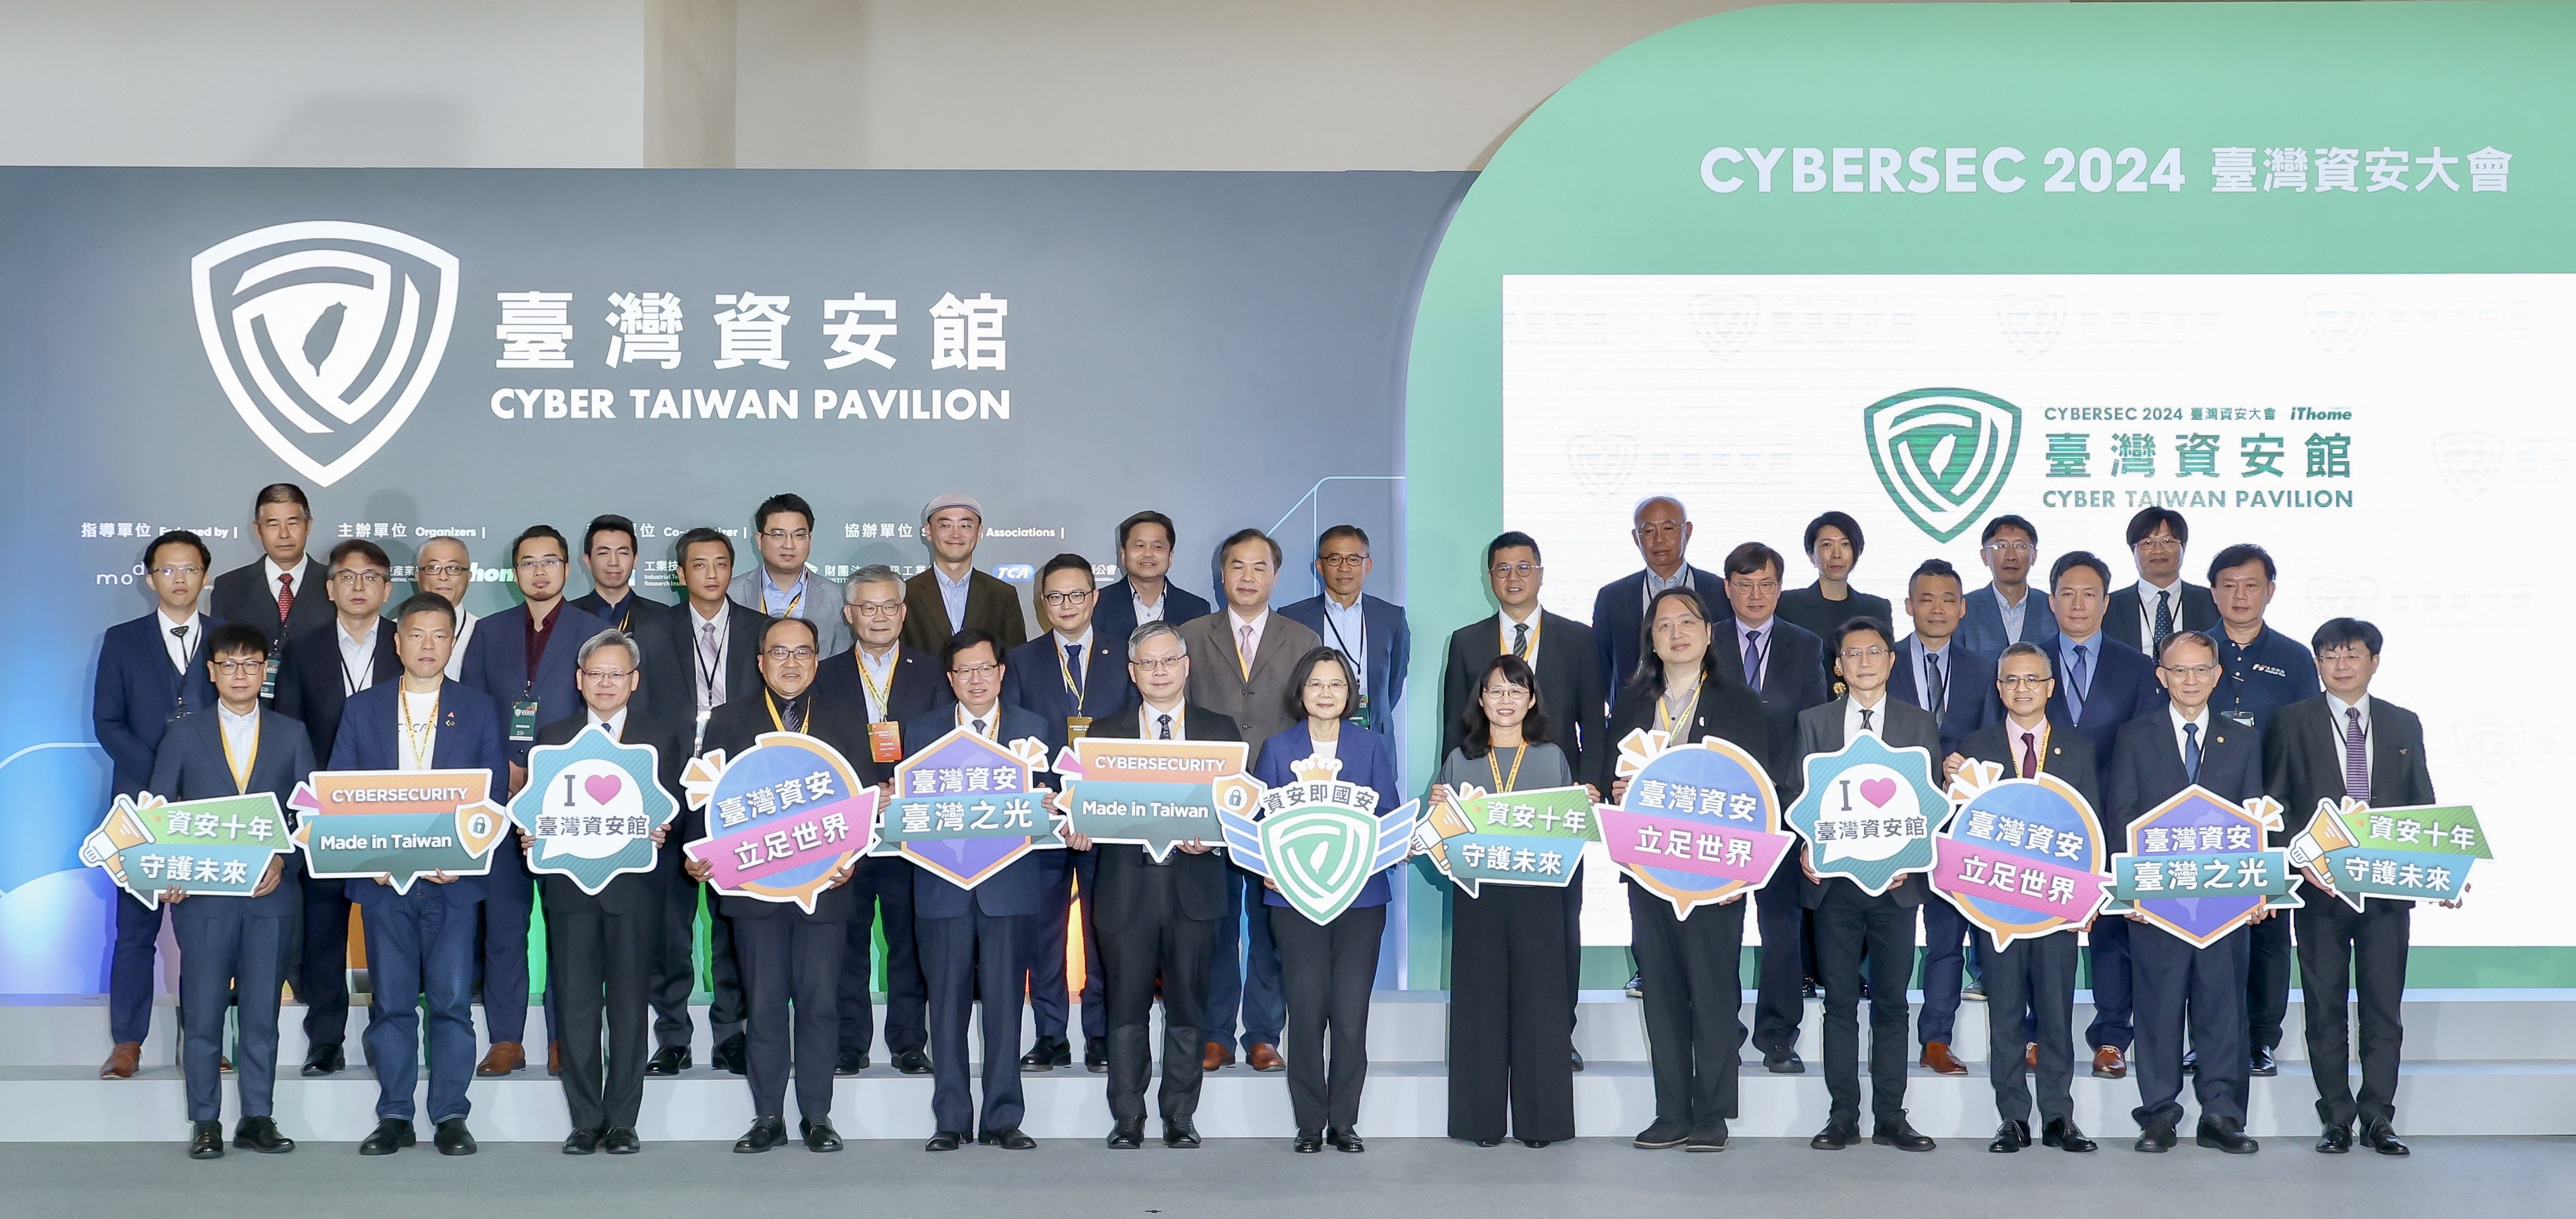 CYBERSEC 2024 臺灣資安大會
臺灣資安館
CYBER TAIWAN PAVILION
CYBERSEC 2024 臺灣資安大會 iThome
臺灣資安館
CYBER TAIWAN PAVILION
指導單位
主辦單位 Organizers |
單位
協辦單位
Associations |
TCA
工業技
資安十年
守護未來
CYBERSECURITY
Made in Taiwan
I
臺灣資安館
臺灣資安
立足世界
臺灣資安
臺灣之光
CYBERSECURITY
Made in Taiwan
資安即國安
資安十年
守護未來
臺灣資安
立足世界
I
臺灣資安館
臺灣資安
立足世界
臺灣資安
臺灣之光
資安十年
守護未來